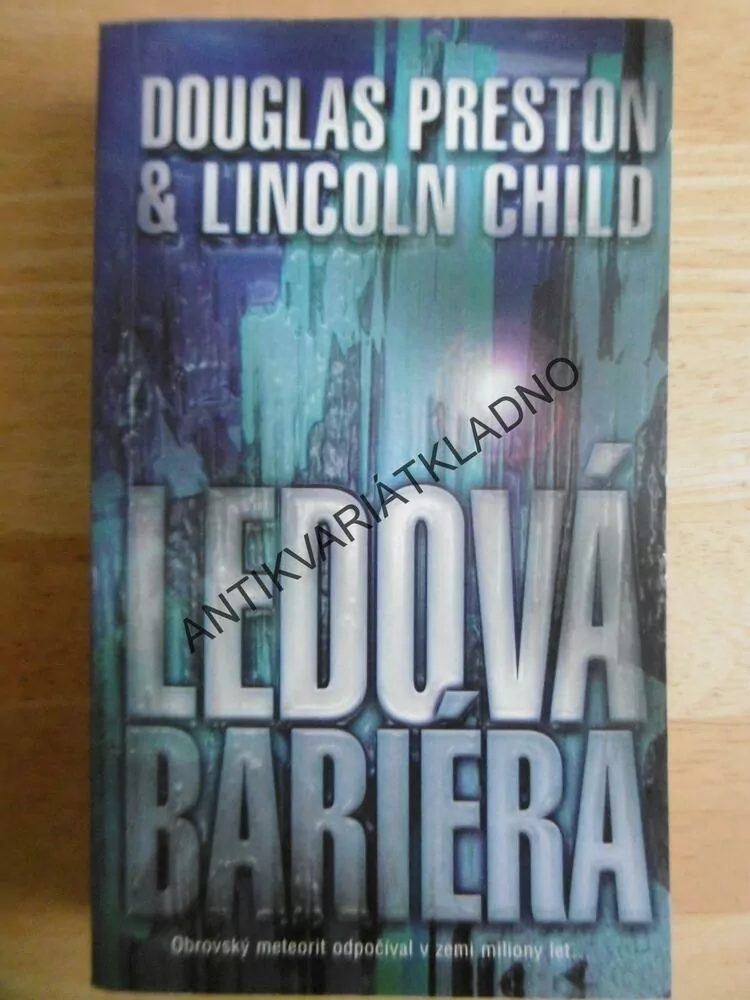 DOUGLAS PRESTON
& LINCOLN CHILD
ANTIKVARIÁTKLADNO
LEDOVÁ
BARIÉRA
Obrovský meteorit odpočíval v zemi miliony let...